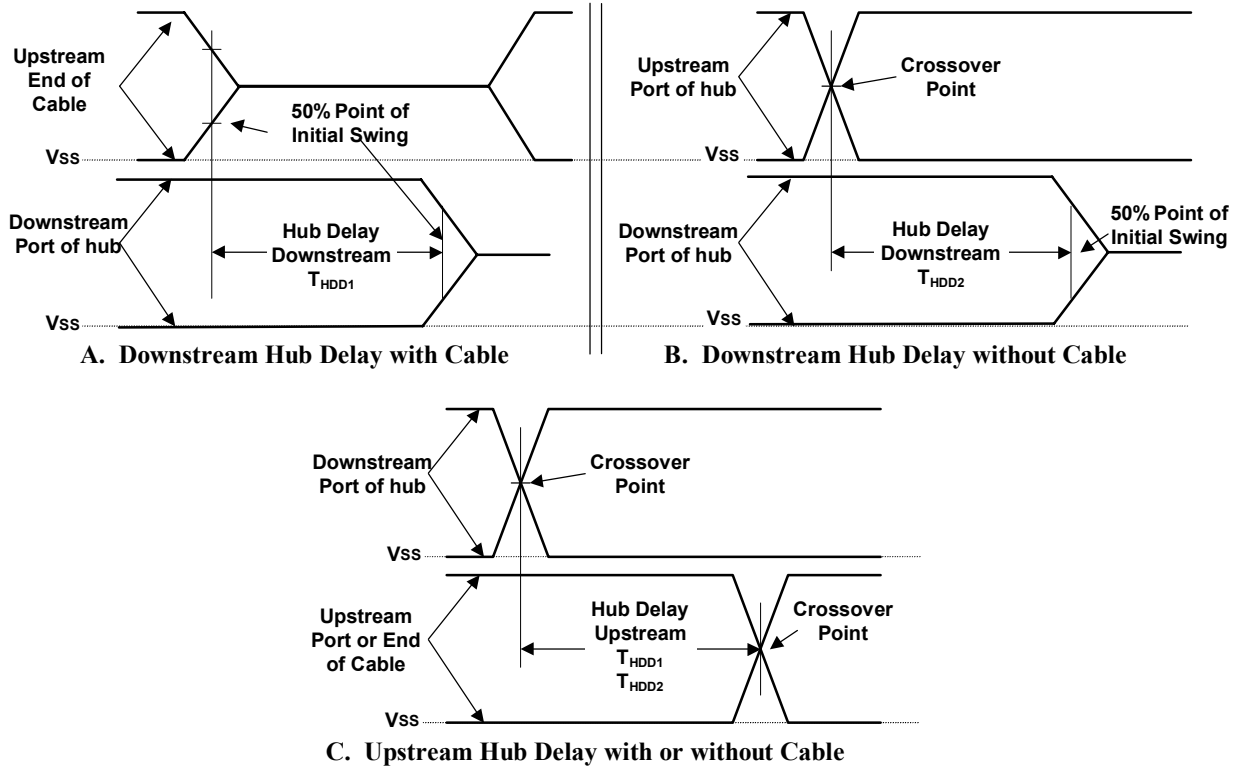 Upstream
End of
Cable
50% Point of
Initial Swing
Vss
Downstream
Port of hub
Hub Delay
Downstream
THDD1
Vss
A. Downstream Hub Delay with Cable
Upstream
Port of hub
Crossover
Point
Vss
Downstream
Port of hub
Hub Delay
Downstream
THDD2
50% Point of
Initial Swing
Vss
B. Downstream Hub Delay without Cable
Downstream
Port of hub
Crossover
Point
Vss
Upstream
Port or End
of Cable
Hub Delay
Upstream
THDD1
THDD2
Crossover
Point
Vss
C. Upstream Hub Delay with or without Cable